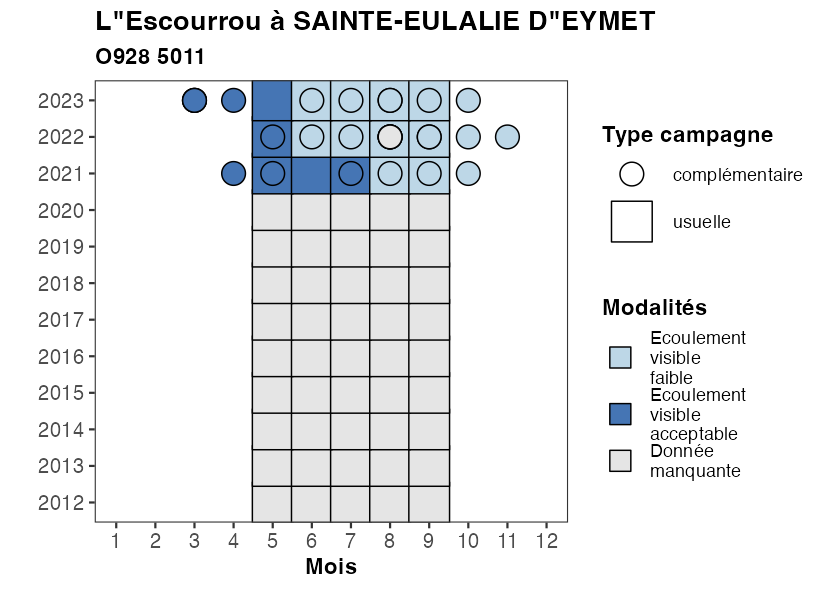 L"Escourrou à SAINTE-EULALIE D"EYMET
O928 5011
2023
2022
2021
2020
2019
2018
2017
2016
2015
2014
2013
2012
1 2 3 4 5 6 7 8 9 10 11 12
Mois
Type campagne
complémentaire
usuelle
Modalités
Ecoulement
visible
faible
Ecoulement
visible
acceptable
Donnée
manquante